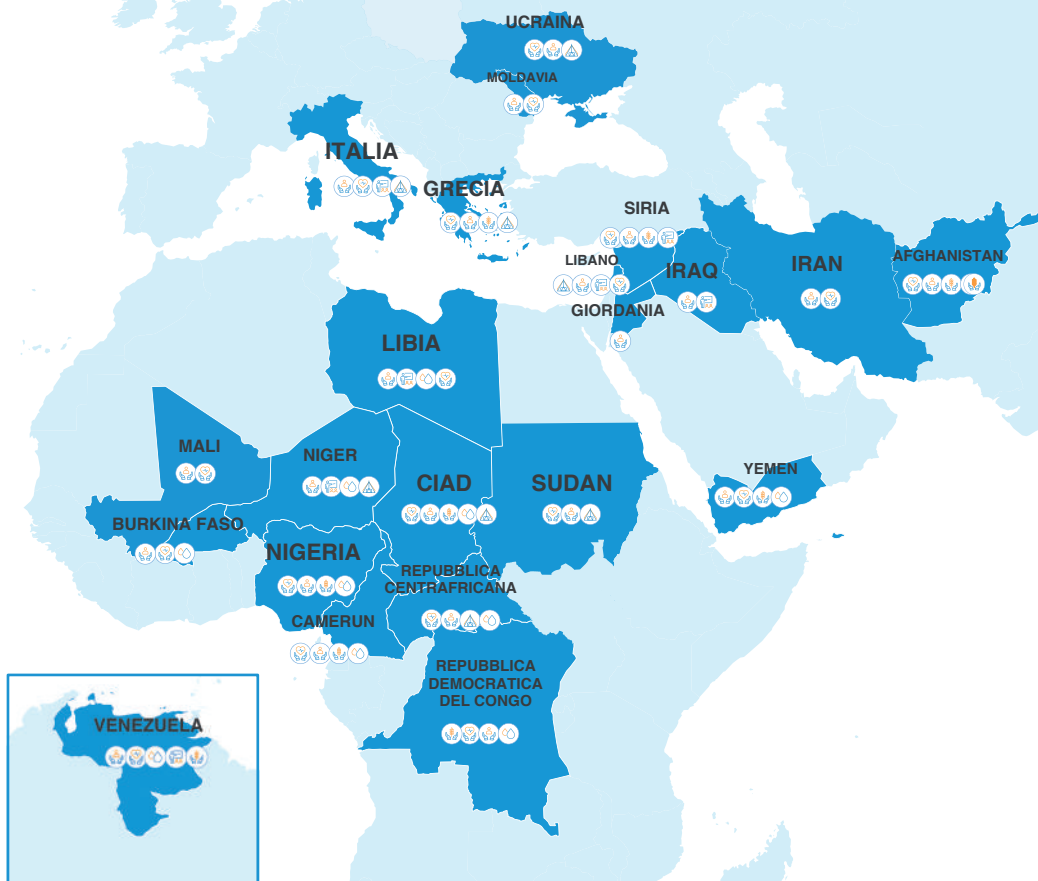 UCRAINA
MOLDAVIA
ITALIA
GRECIA
SIRIA
LIBANO
IRAQ
IRAN
AFGHANISTAN
GIORDANIA
LIBIA
MALI
NIGER
CIAD
SUDAN
YEMEN
BURKINA FASO
NIGERIA
REPUBBLICA
CENTRAFRICANA
CAMERUN
REPUBBLICA
DEMOCRATICA
DEL CONGO
VENEZUELA